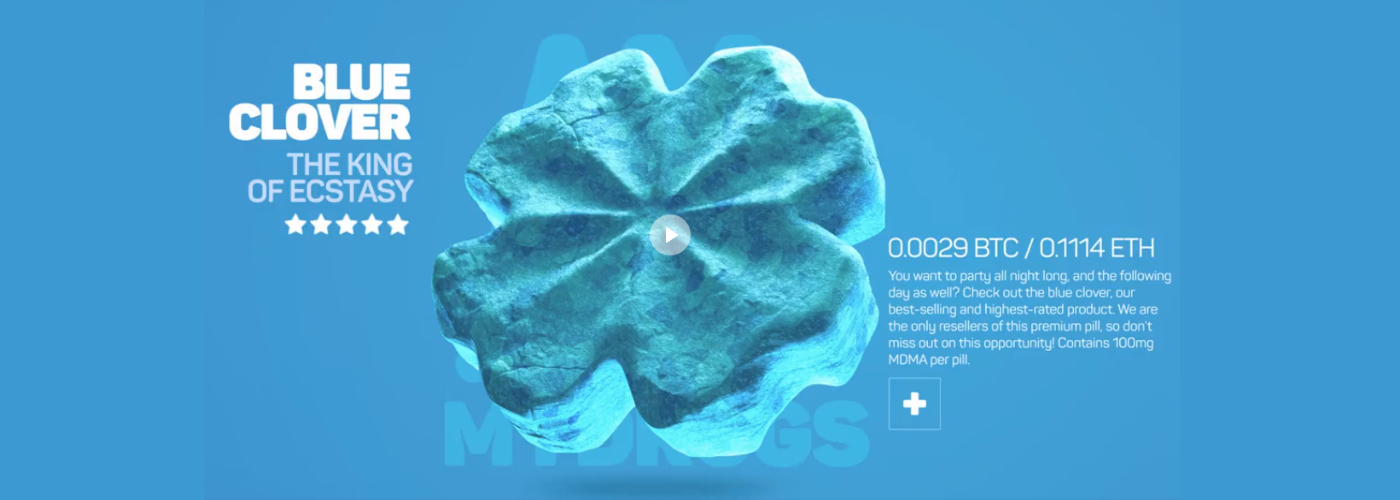 BLUE
CLOVER
THE KING
OF ECSTASY
0.0029 BTC / 0.1114 ETH
You want to party all night long, and the following
day as well? Check out the blue clover, our
best-selling and highest-rated product. We are
the only resellers of this premium pill, so don't
miss out on this opportunity! Contains 100mg
MDMA per pill.
MYDRUGS